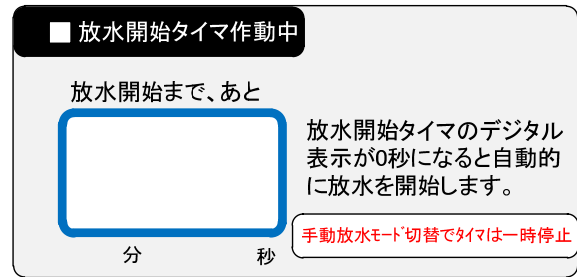 ■ 放水開始タイマ作動中
放水開始まで、あと
放水開始タイマのデジタル
表示が0秒になると自動的
に放水を開始します。
手動放水ﾓｰﾄﾞ切替でﾀｲﾏは一時停止
分 秒